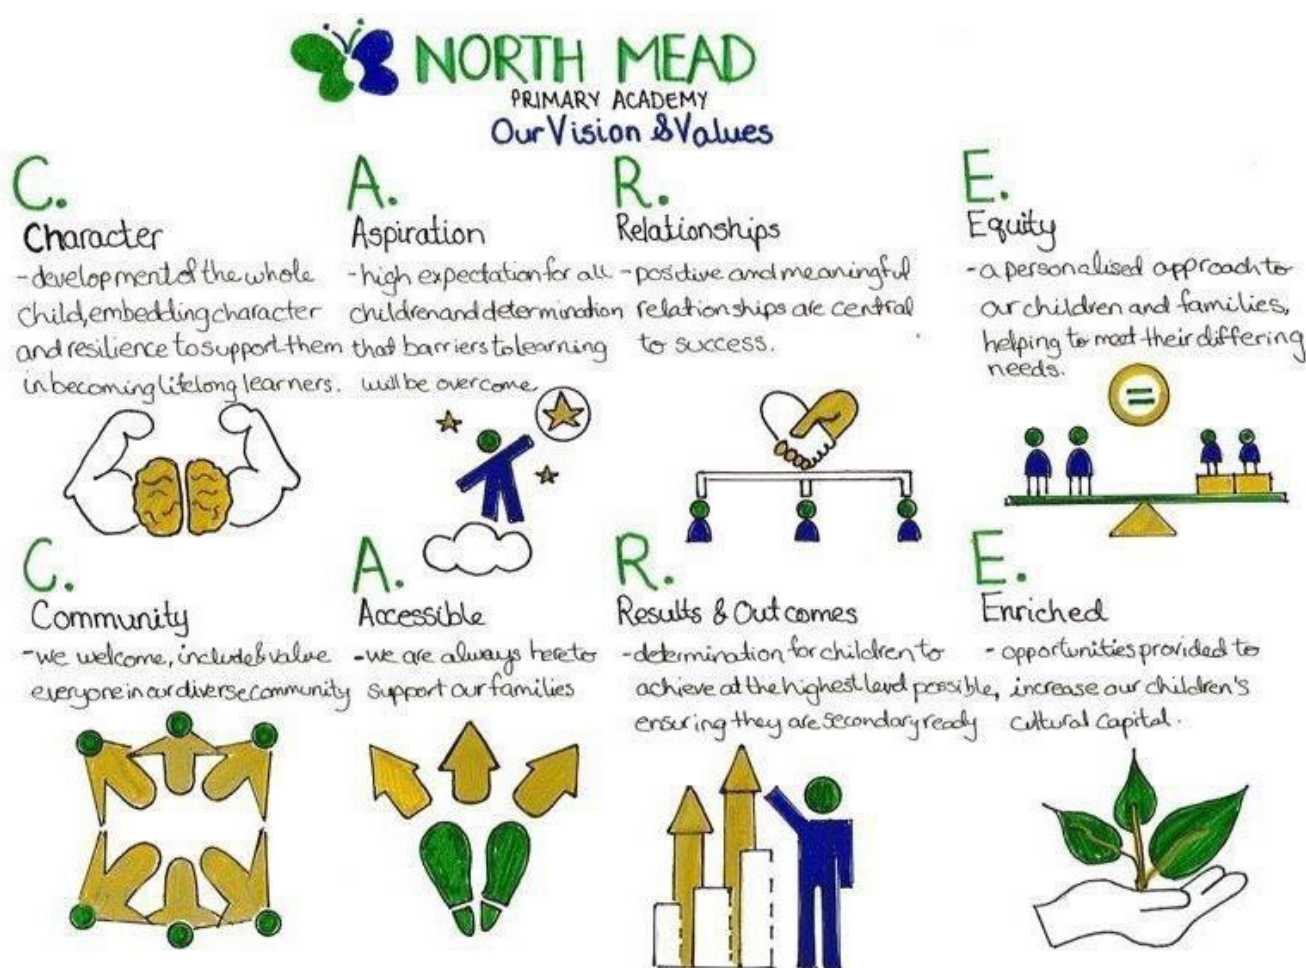 NORTH MEAD
PRIMARY ACADEMY
Our Vision & Values
C.
Character
- development of the whole
child, embedding character
and resilience to support them
in becoming lifelong learners.
A.
Aspiration
- high expectation for all
children and determination
that barriers to learning
will be overcome
R.
Relationships
- positive and meaningful
relationships are central
to success.
E.
Equity
- a personalised approach to
our children and families,
helping to meet their differing
needs.
=
C.
Community
- we welcome, include & value
everyone in our diverse community
A.
Accessible
- we are always here to
support our families
R.
Results & Outcomes
- determination for children to
achieve at the highest level possible,
ensuring they are secondary ready
E.
Enriched
- opportunities provided to
increase our children's
cultural capital.